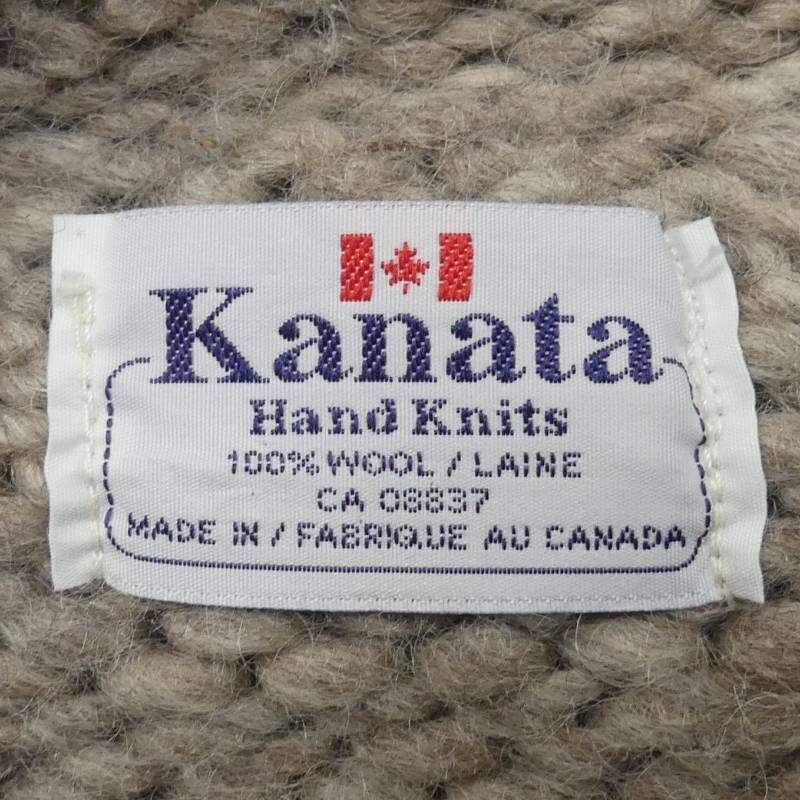 Kanata
Hand Knits
100% WOOL / LAINE
CA 08837
MADE IN / FABRIQUE AU CANADA